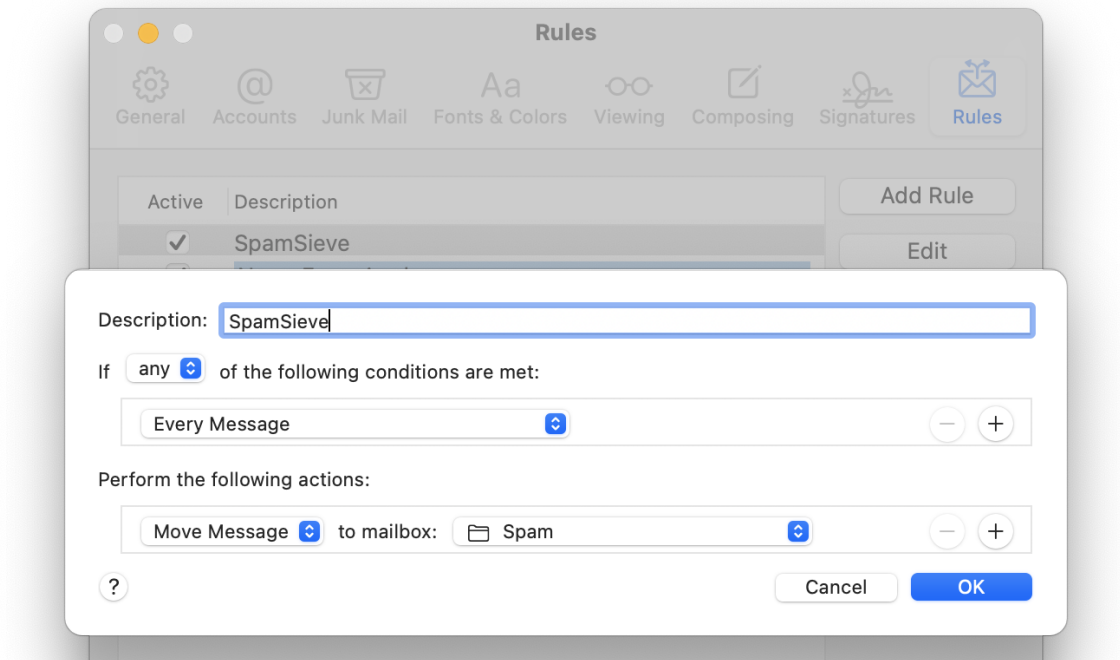 Rules
General Accounts Junk Mail Fonts & Colors Viewing Composing Signatures Rules
Active Description
Add Rule
SpamSieve
Edit
Description: SpamSieve
If any of the following conditions are met:
Every Message
Perform the following actions:
Move Message to mailbox: Spam
? Cancel OK